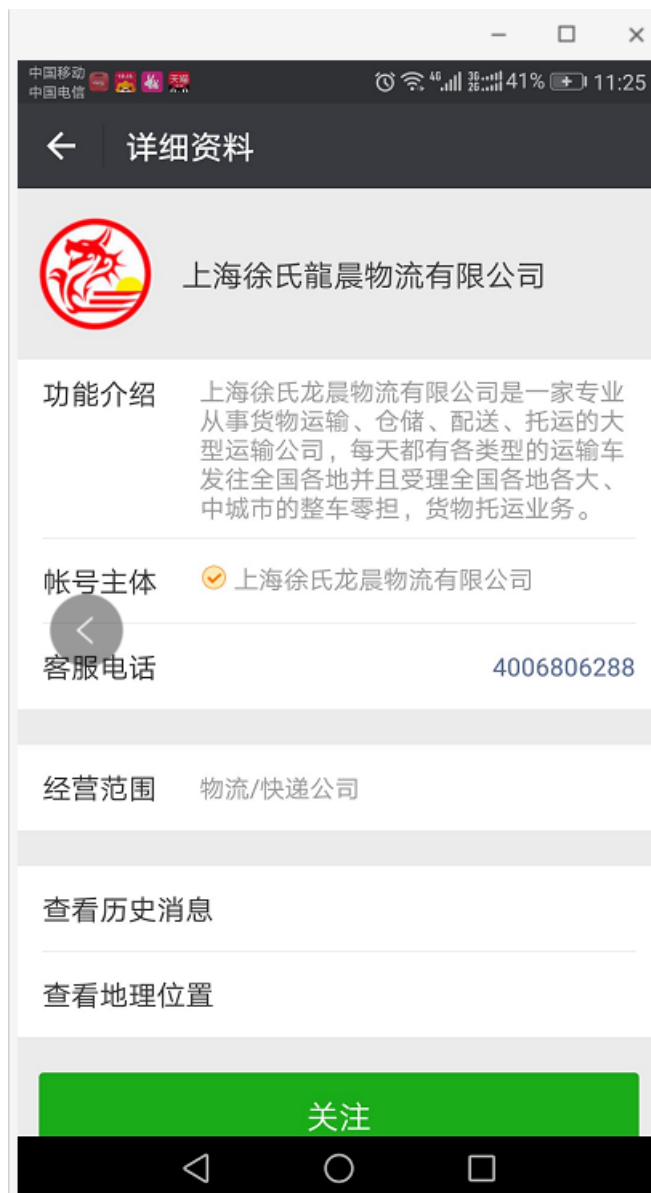 中国移动
中国电信
41% 11:25
详细资料
上海徐氏龍晨物流有限公司
功能介绍
上海徐氏龙晨物流有限公司是一家专业
从事货物运输、仓储、配送、托运的大
型运输公司，每天都有各类型的运输车
发往全国各地并且受理全国各地各大、
中城市的整车零担，货物托运业务。
帐号主体 上海徐氏龙晨物流有限公司
客服电话 4006806288
经营范围 物流/快递公司
查看历史消息
查看地理位置
关注